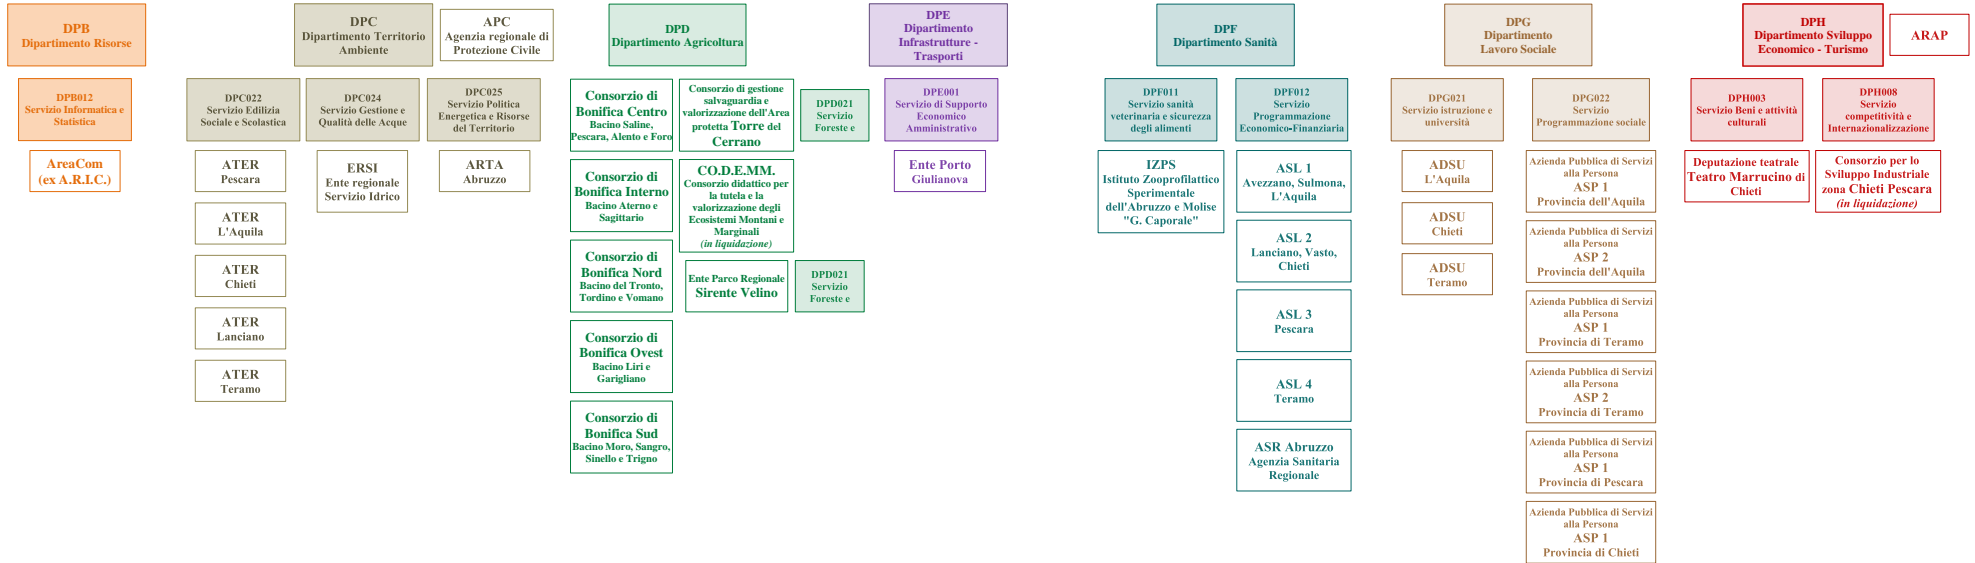 DPB
Dipartimento Risorse
DPC
Dipartimento Territorio
Ambiente
APC
Agenzia regionale di
Protezione Civile
DPD
Dipartimento Agricoltura
DPE
Dipartimento
Infrastrutture -
Trasporti
DPF
Dipartimento Sanità
DPG
Dipartimento
Lavoro Sociale
DPH
Dipartimento Sviluppo
Economico - Turismo
ARAP
DPB012
Servizio Informatica e
Statistica
AreaCom
(ex A.R.I.C.)
DPC022
Servizio Edilizia
Sociale e Scolastica
ATER
Pescara
ATER
L'Aquila
ATER
Chieti
ATER
Lanciano
ATER
Teramo
DPC024
Servizio Gestione e
Qualità delle Acque
ERSI
Ente regionale
Servizio Idrico
DPC025
Servizio Politica
Energetica e Risorse
del Territorio
ARTA
Abruzzo
Consorzio di
Bonifica Centro
Bacino Saline,
Pescara, Alento e Foro
Consorzio di
Bonifica Interno
Bacino Aterno e
Sagittario
Consorzio di
Bonifica Nord
Bacino del Tronto,
Tordino e Vomano
Consorzio di
Bonifica Ovest
Bacino Liri e
Garigliano
Consorzio di
Bonifica Sud
Bacino Moro, Sangro,
Sinello e Trigno
Consorzio di gestione
salvaguardia e
valorizzazione dell'Area
protetta Torre del
Cerrano
DPD021
Servizio
Foreste e
CO.D.E.MM.
Consorzio didattico per
la tutela e la
valorizzazione degli
Ecosistemi Montani e
Marginali
(in liquidazione)
Ente Parco Regionale
Sirente Velino
DPD021
Servizio
Foreste e
DPE001
Servizio di Supporto
Economico
Amministrativo
Ente Porto
Giulianova
DPF011
Servizio sanità
veterinaria e sicurezza
degli alimenti
IZPS
Istituto Zooprofilattico
Sperimentale
dell'Abruzzo e Molise
"G. Caporale"
DPF012
Servizio
Programmazione
Economico-Finanziaria
ASL 1
Avezzano, Sulmona,
L'Aquila
ASL 2
Lanciano, Vasto,
Chieti
ASL 3
Pescara
ASL 4
Teramo
ASR Abruzzo
Agenzia Sanitaria
Regionale
DPG021
Servizio istruzione e
università
ADSU
L'Aquila
ADSU
Chieti
ADSU
Teramo
DPG022
Servizio
Programmazione sociale
Azienda Pubblica di Servizi
alla Persona
ASP 1
Provincia dell'Aquila
Azienda Pubblica di Servizi
alla Persona
ASP 2
Provincia dell'Aquila
Azienda Pubblica di Servizi
alla Persona
ASP 1
Provincia di Teramo
Azienda Pubblica di Servizi
alla Persona
ASP 2
Provincia di Teramo
Azienda Pubblica di Servizi
alla Persona
ASP 1
Provincia di Pescara
Azienda Pubblica di Servizi
alla Persona
ASP 1
Provincia di Chieti
DPH003
Servizio Beni e attività
culturali
Deputazione teatrale
Teatro Marrucino di
Chieti
DPH008
Servizio
competitività e
Internazionalizzazione
Consorzio per lo
Sviluppo Industriale
zona Chieti Pescara
(in liquidazione)